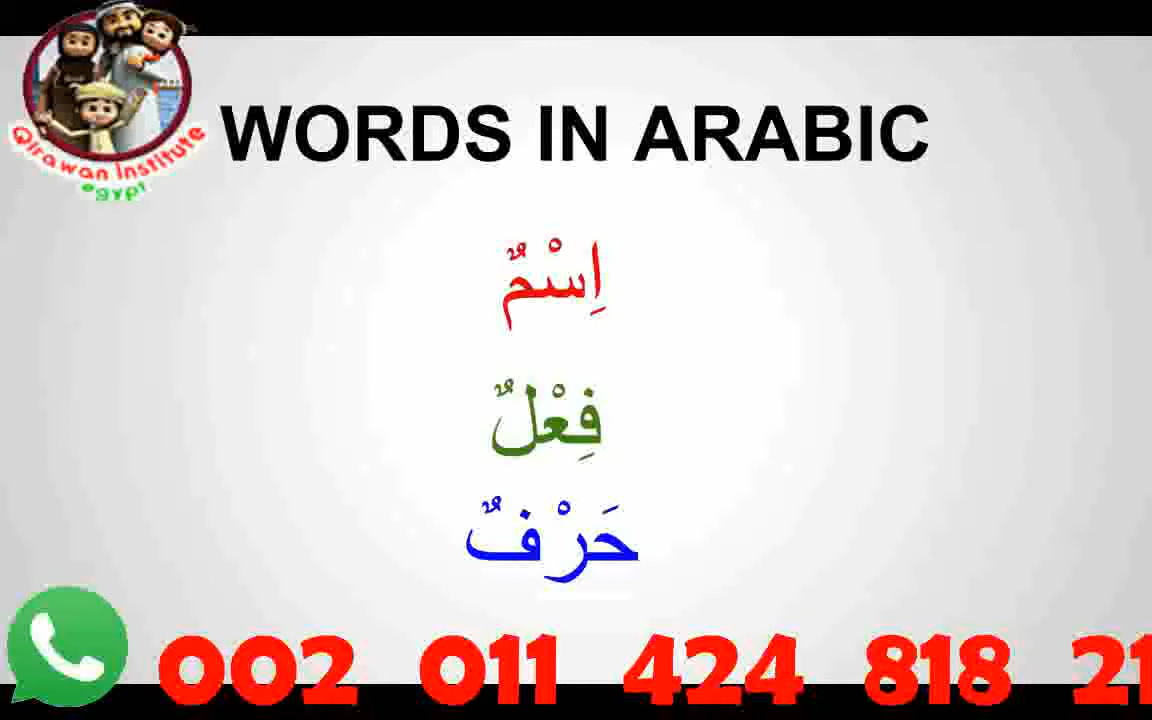 Qirawan Institute
egypt
WORDS IN ARABIC
اِسْمٌ
فِعْلٌ
حَرْفٌ
002 011 424 818 21